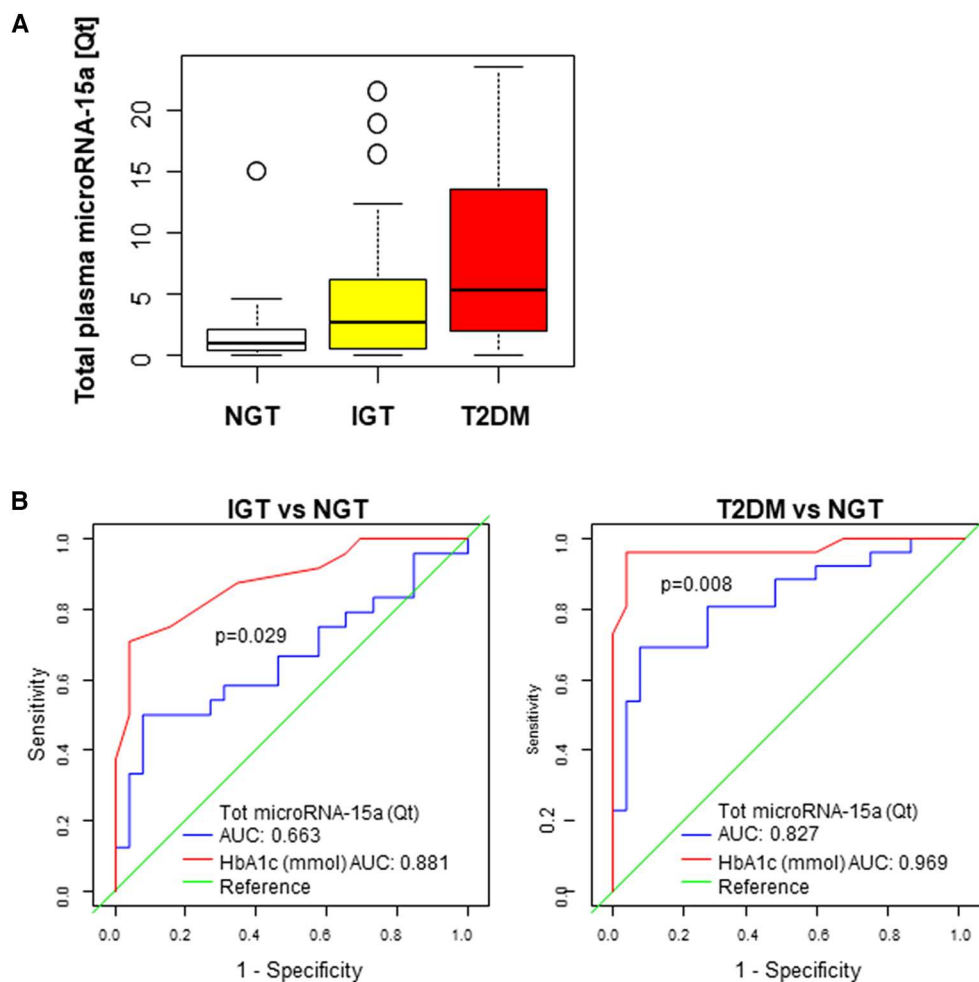 A
Total plasma microRNA-15a [Qt]
20
15
10
5
0
NGT IGT T2DM
B
IGT vs NGT
Sensitivity
1.0
0.8
0.6
0.4
0.2
0.0
p=0.029
Tot microRNA-15a (Qt)
AUC: 0.663
HbA1c (mmol) AUC: 0.881
Reference
0.0 0.2 0.4 0.6 0.8 1.0
1 - Specificity
T2DM vs NGT
Sensitivity
1.0
0.8
0.6
0.4
0.2
0.0
p=0.008
Tot microRNA-15a (Qt)
AUC: 0.827
HbA1c (mmol) AUC: 0.969
Reference
0.0 0.2 0.4 0.6 0.8 1.0
1 - Specificity